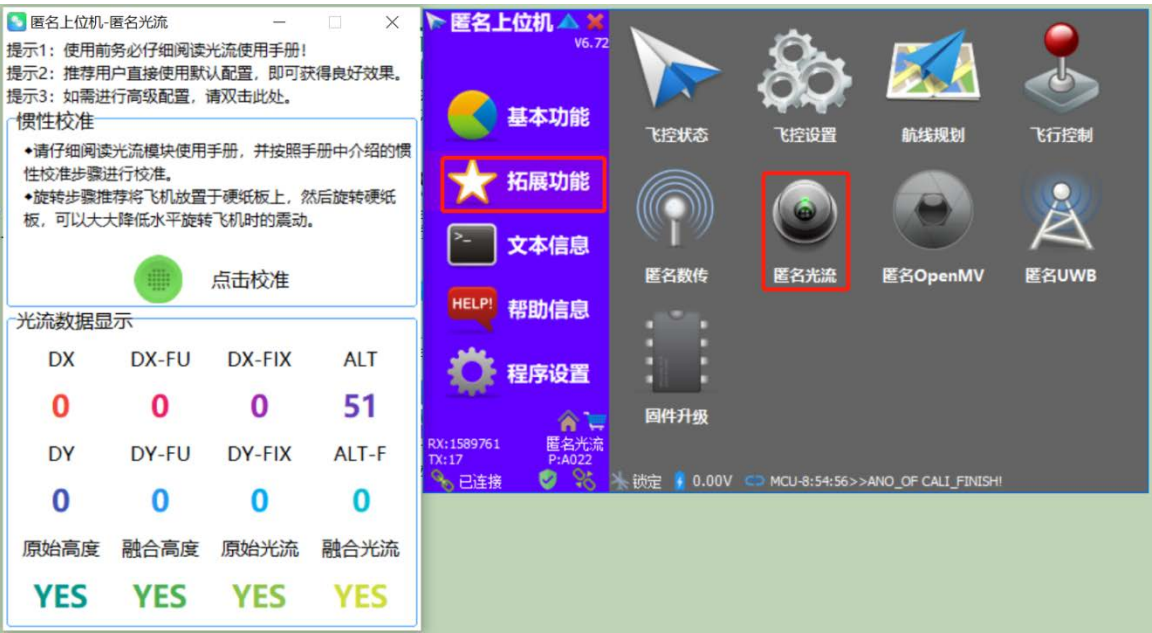 匿名上位机-匿名光流
提示1：使用前务必仔细阅读光流使用手册！
提示2：推荐用户直接使用默认配置，即可获得良好效果。
提示3：如需进行高级配置，请双击此处。
惯性校准
◆请仔细阅读光流模块使用手册，并按照手册中介绍的惯
性校准步骤进行校准。
◆旋转步骤推荐将飞机放置于硬纸板上，然后旋转硬纸
板，可以大大降低水平旋转飞机时的震动。
点击校准
光流数据显示
DX DX-FU DX-FIX ALT
0 0 0 51
DY DY-FU DY-FIX ALT-F
0 0 0 0
原始高度 融合高度 原始光流 融合光流
YES YES YES YES
匿名上位机
V6.72
基本功能
拓展功能
>_
文本信息
HELP!
帮助信息
程序设置
RX:1589761 匿名光流
TX:17 P:A022
已连接
飞控状态 飞控设置 航线规划 飞行控制
匿名数传 匿名光流 匿名OpenMV 匿名UWB
固件升级
锁定 0.00V MCU-8:54:56>>ANO_OF CALI_FINISH!